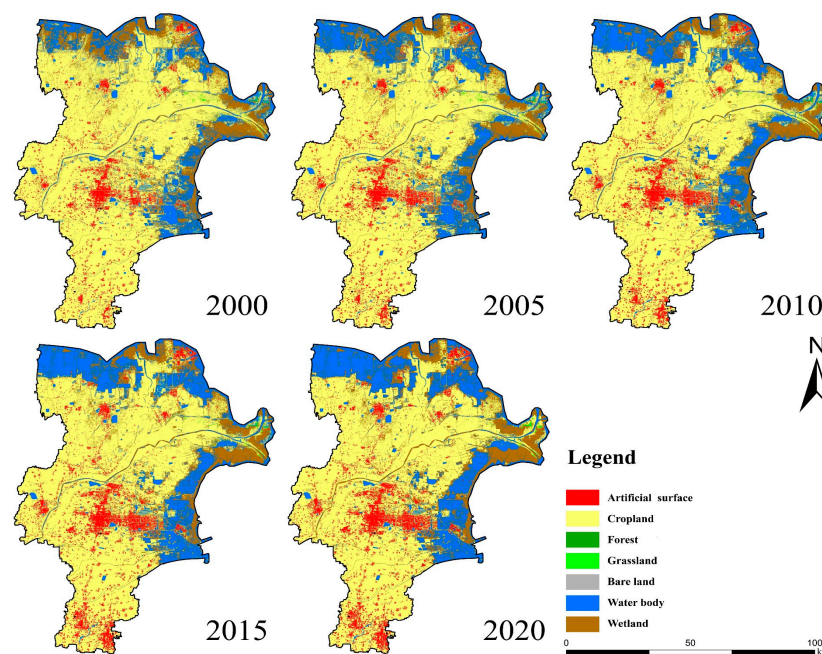 2000
2005
2010
N
2015
2020
Legend
Artificial surface
Cropland
Forest
Grassland
Bare land
Water body
Wetland
0 50 100
k